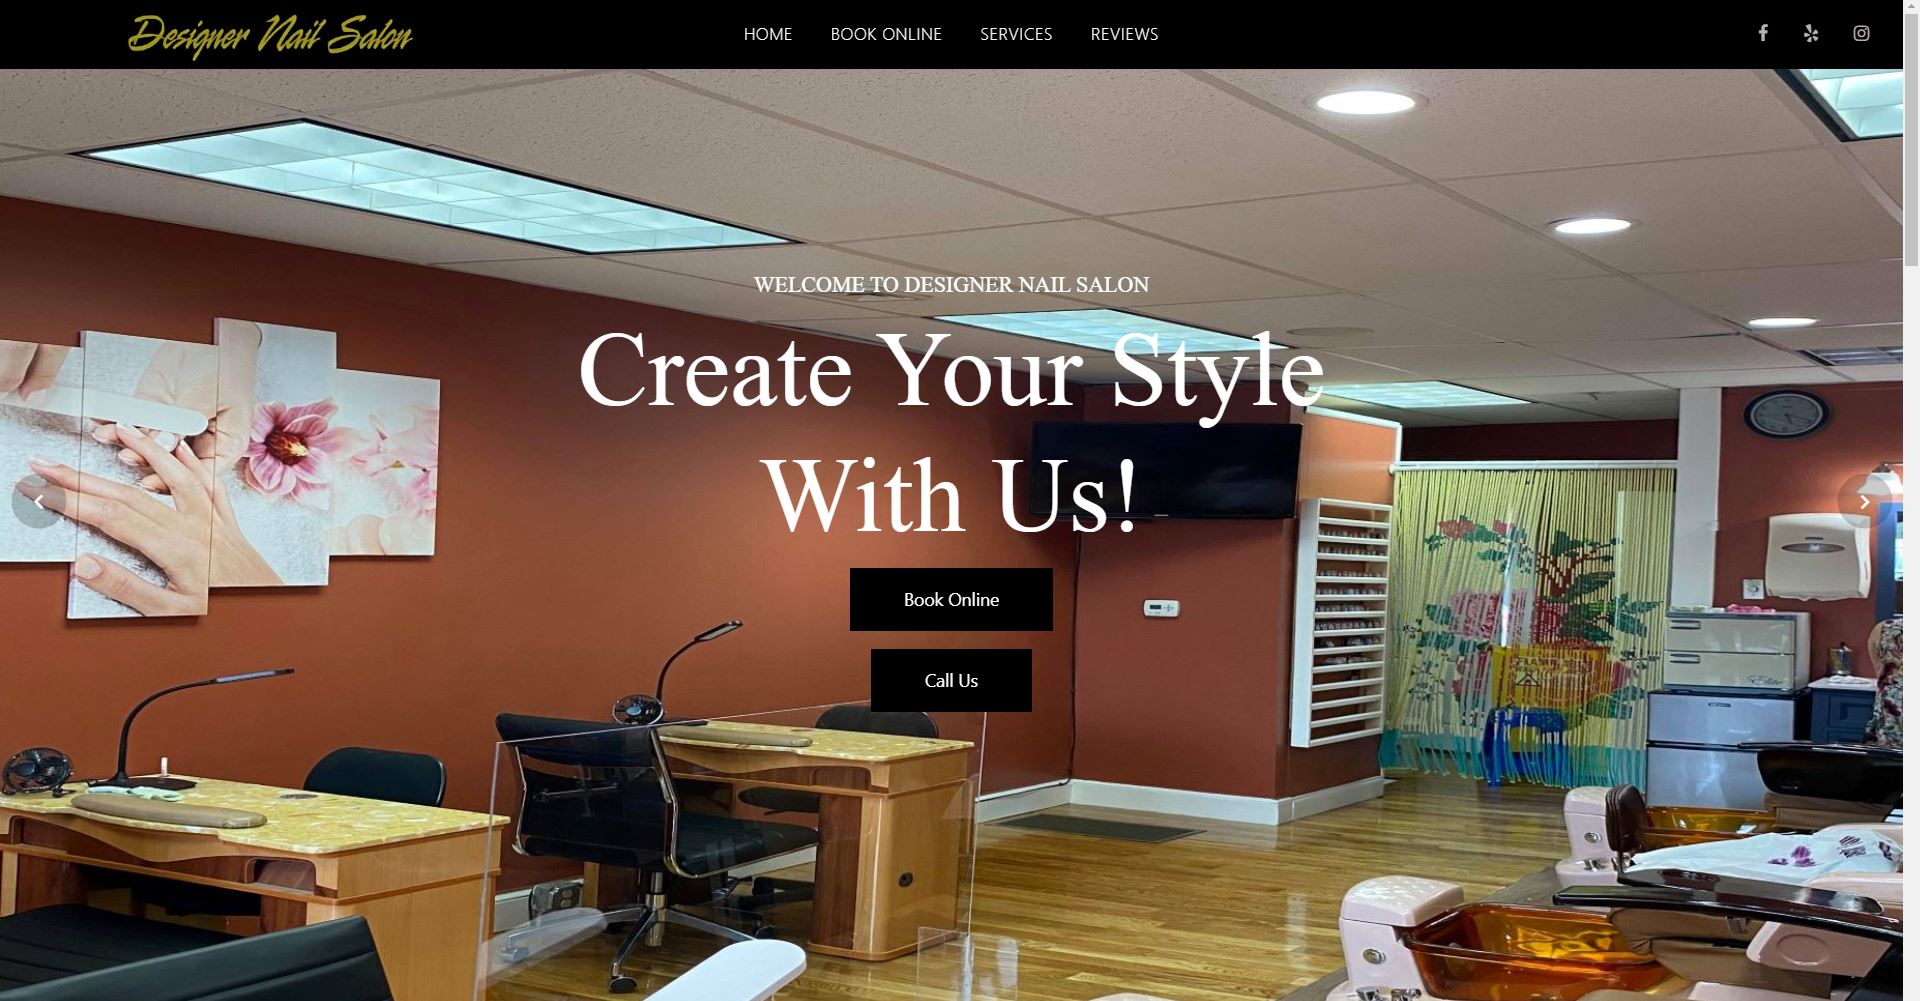 Designer Nail Salon
HOME BOOK ONLINE SERVICES REVIEWS
WELCOME TO DESIGNER NAIL SALON
Create Your Style
With Us!
Book Online
Call Us
Elite